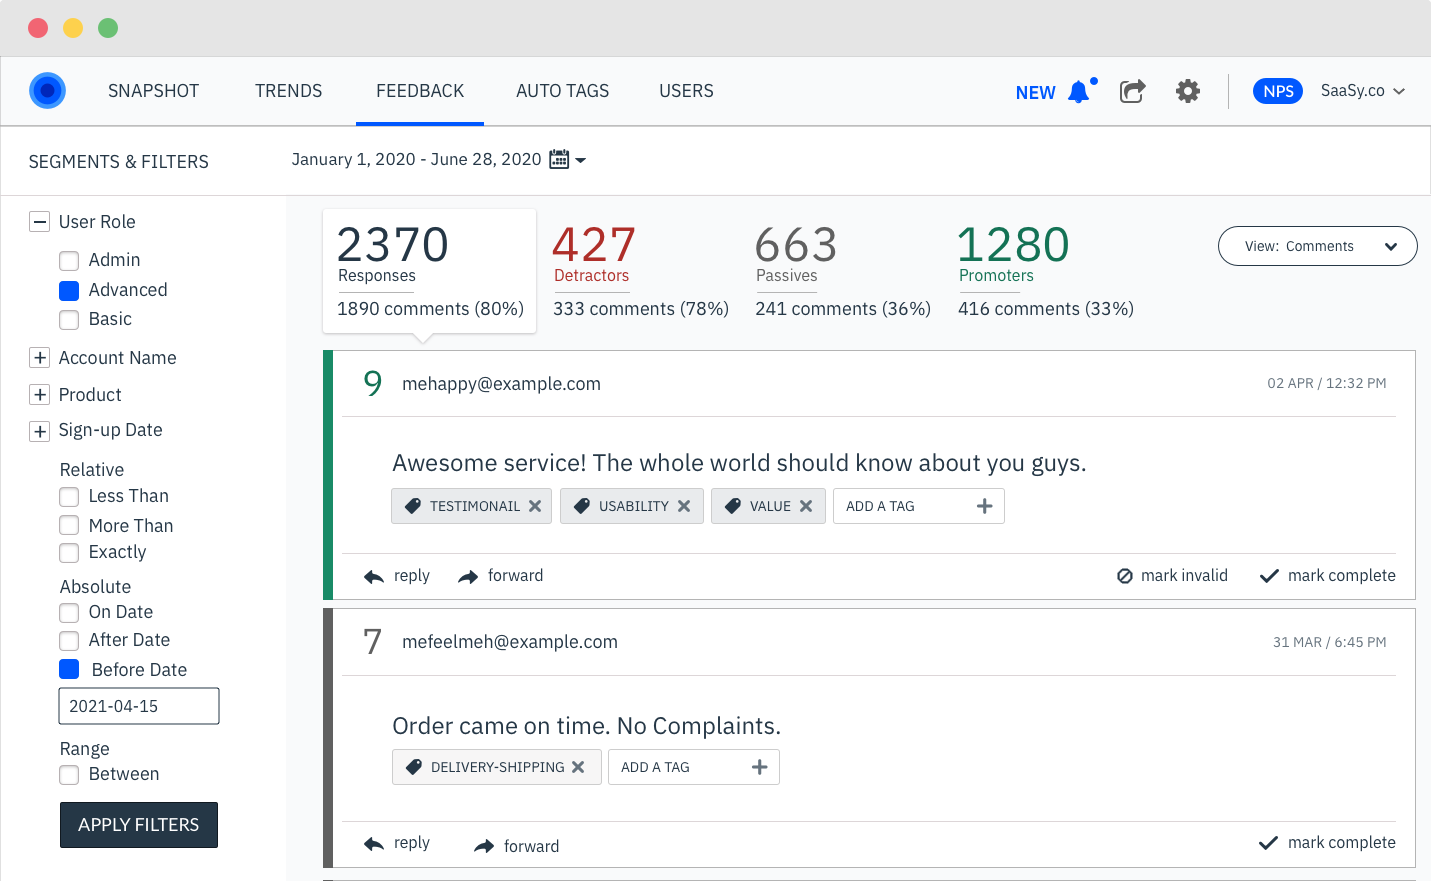 SNAPSHOT TRENDS FEEDBACK AUTO TAGS USERS NEW NPS SaaSy.co
SEGMENTS & FILTERS January 1, 2020 - June 28, 2020
User Role
Admin
Advanced
Basic
Account Name
Product
Sign-up Date
Relative
Less Than
More Than
Exactly
Absolute
On Date
After Date
Before Date
2021-04-15
Range
Between
APPLY FILTERS
2370
Responses
1890 comments (80%)
427
Detractors
333 comments (78%)
663
Passives
241 comments (36%)
1280
Promoters
416 comments (33%)
View: Comments
9 mehappy@example.com 02 APR / 12:32 PM
Awesome service! The whole world should know about you guys.
TESTIMONAIL USABILITY VALUE ADD A TAG
reply forward mark invalid mark complete
7 mefeelmeh@example.com 31 MAR / 6:45 PM
Order came on time. No Complaints.
DELIVERY-SHIPPING ADD A TAG
reply forward mark complete